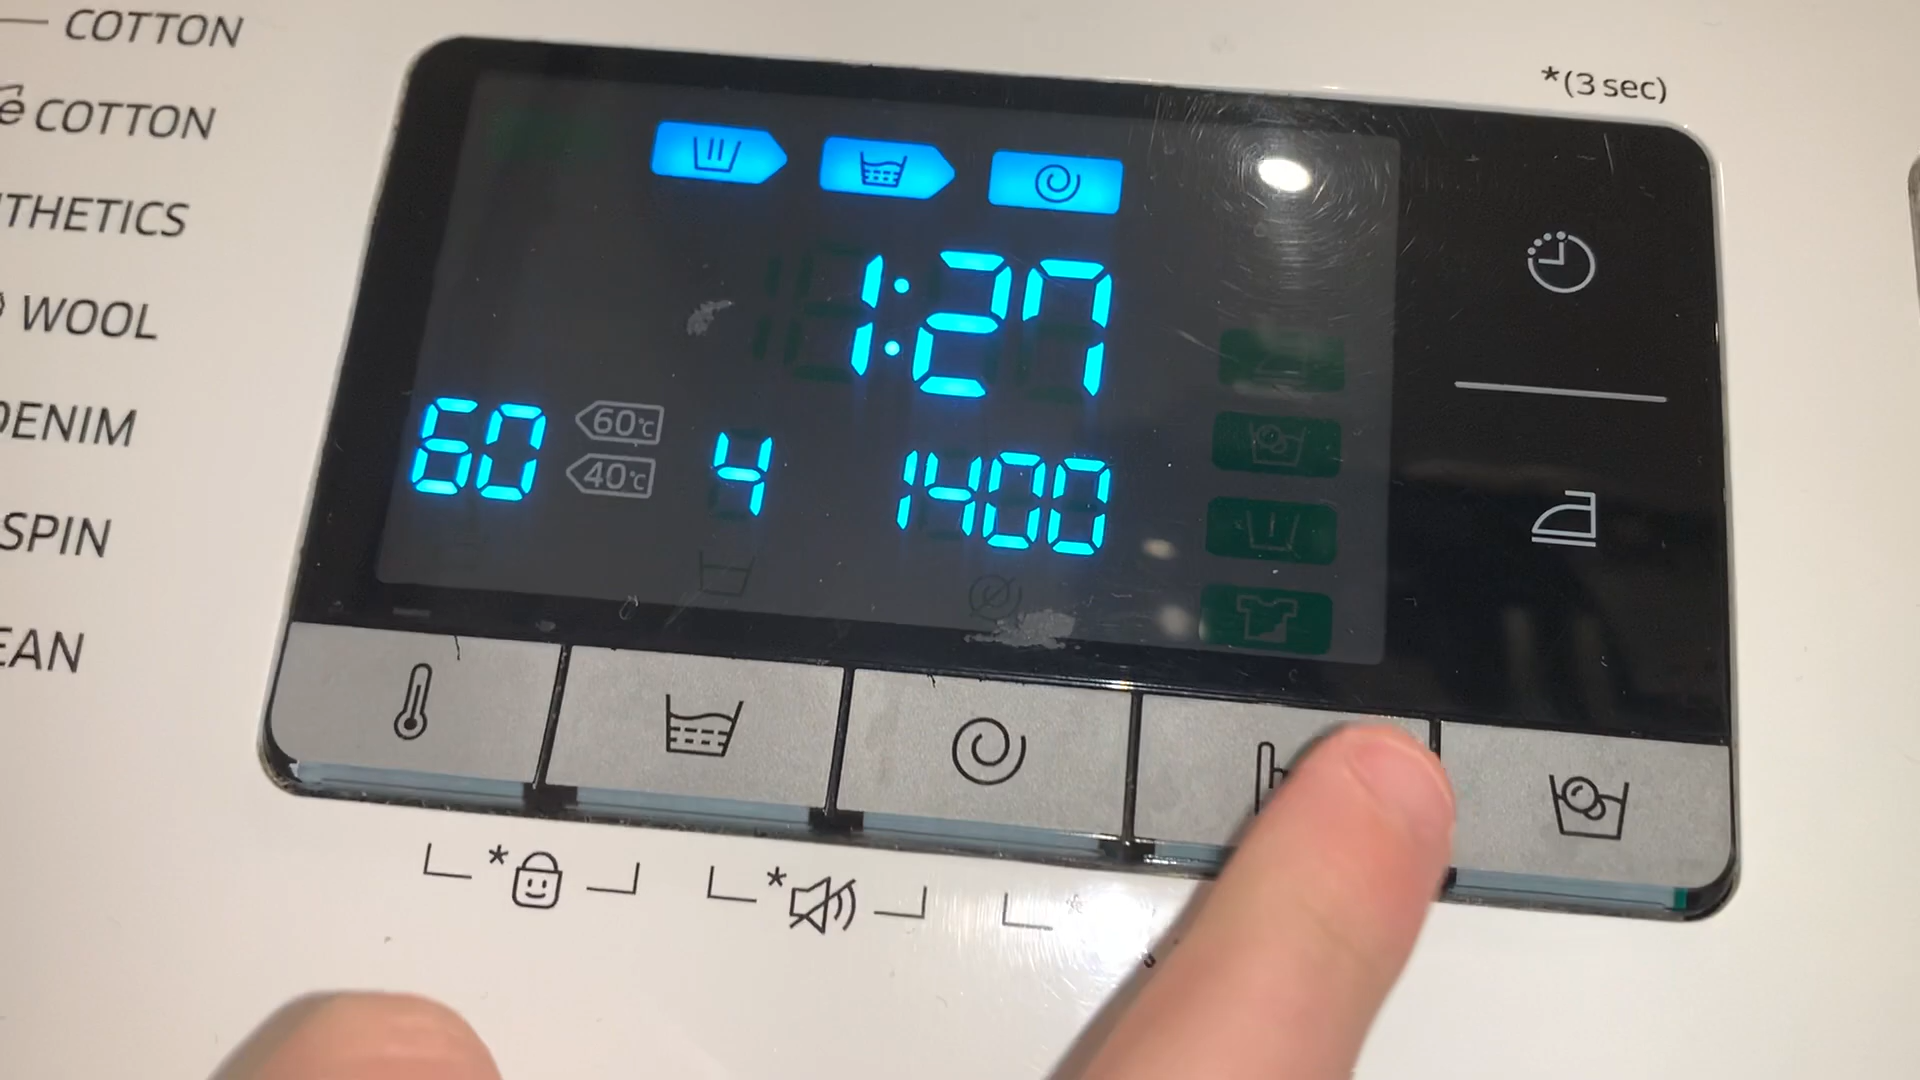 COTTON
*(3 sec)
e COTTON
THETICS
1:27
WOOL
60 60℃ 4 1400
40℃
DENIM
SPIN
EAN
*
*